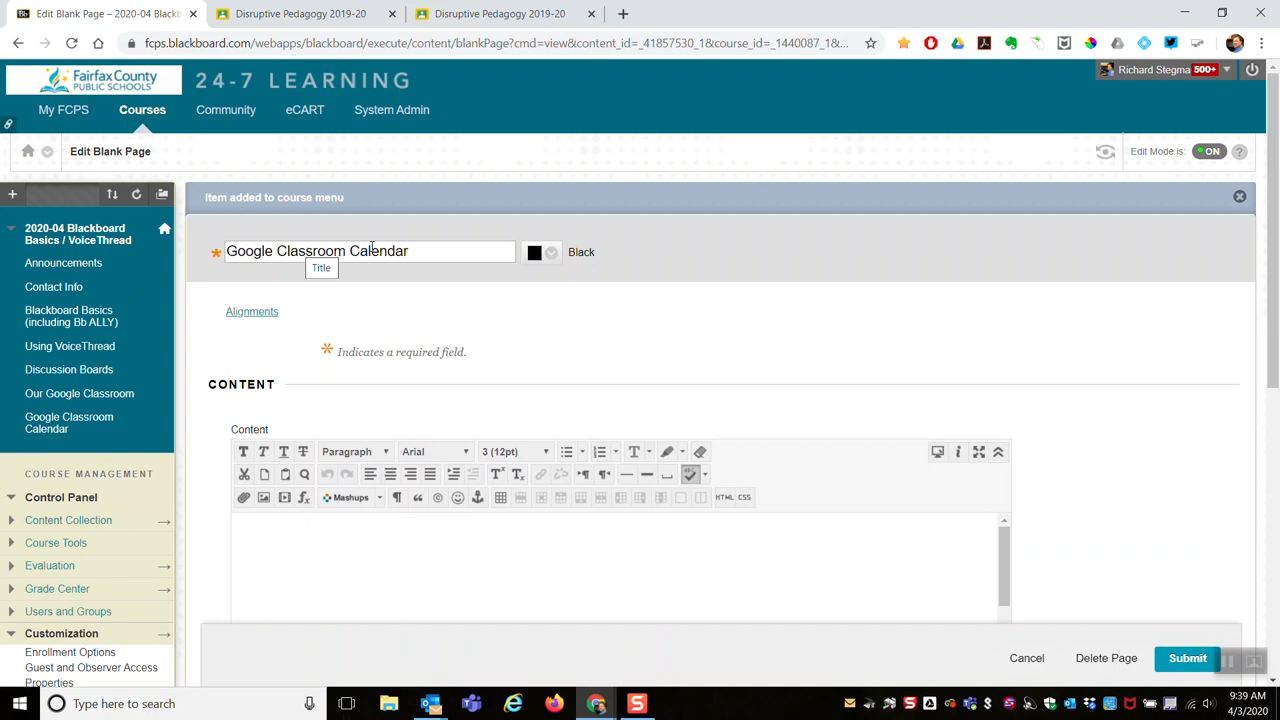 Edit Blank Page – 2020-04 Blackb
Disruptive Pedagogy 2019-20
Disruptive Pedagogy 2019-20
fcps.blackboard.com/webapps/blackboard/execute/content/blankPage?cmd=view&content_id=_41857530_1&course_id=_1440087_1&...
Fairfax County
PUBLIC SCHOOLS
24-7 LEARNING
Richard Stegma 500+
My FCPS
Courses
Community
eCART
System Admin
Edit Blank Page
Edit Mode is:
ON
?
Item added to course menu
2020-04 Blackboard
Basics / VoiceThread
Announcements
Contact Info
Blackboard Basics
(including Bb ALLY)
Using VoiceThread
Discussion Boards
Our Google Classroom
Google Classroom
Calendar
COURSE MANAGEMENT
Control Panel
Content Collection
Course Tools
Evaluation
Grade Center
Users and Groups
Customization
Enrollment Options
Guest and Observer Access
Properties
* Google Classroom Calendar
Black
Title
Alignments
* Indicates a required field.
CONTENT
Content
T T T T Paragraph Arial 3 (12pt)
Mashups
HTML CSS
Cancel
Delete Page
Submit
Type here to search
9:39 AM
4/3/2020